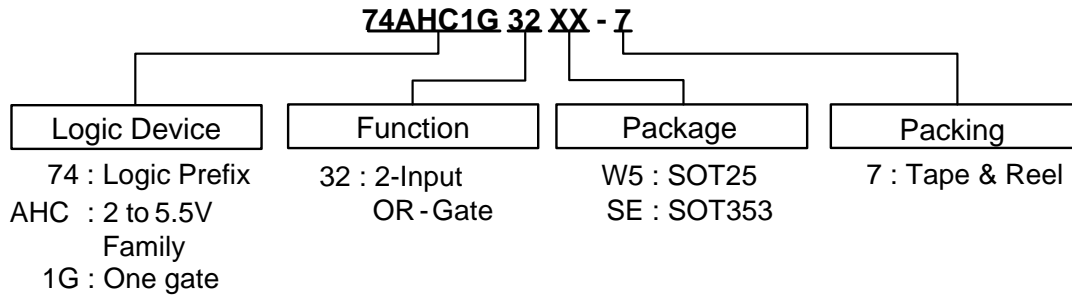 74AHC1G 32 XX - 7
Logic Device
Function
Package
Packing
74 : Logic Prefix
AHC : 2 to 5.5V
Family
1G : One gate
32 : 2-Input
OR-Gate
W5 : SOT25
SE : SOT353
7 : Tape & Reel